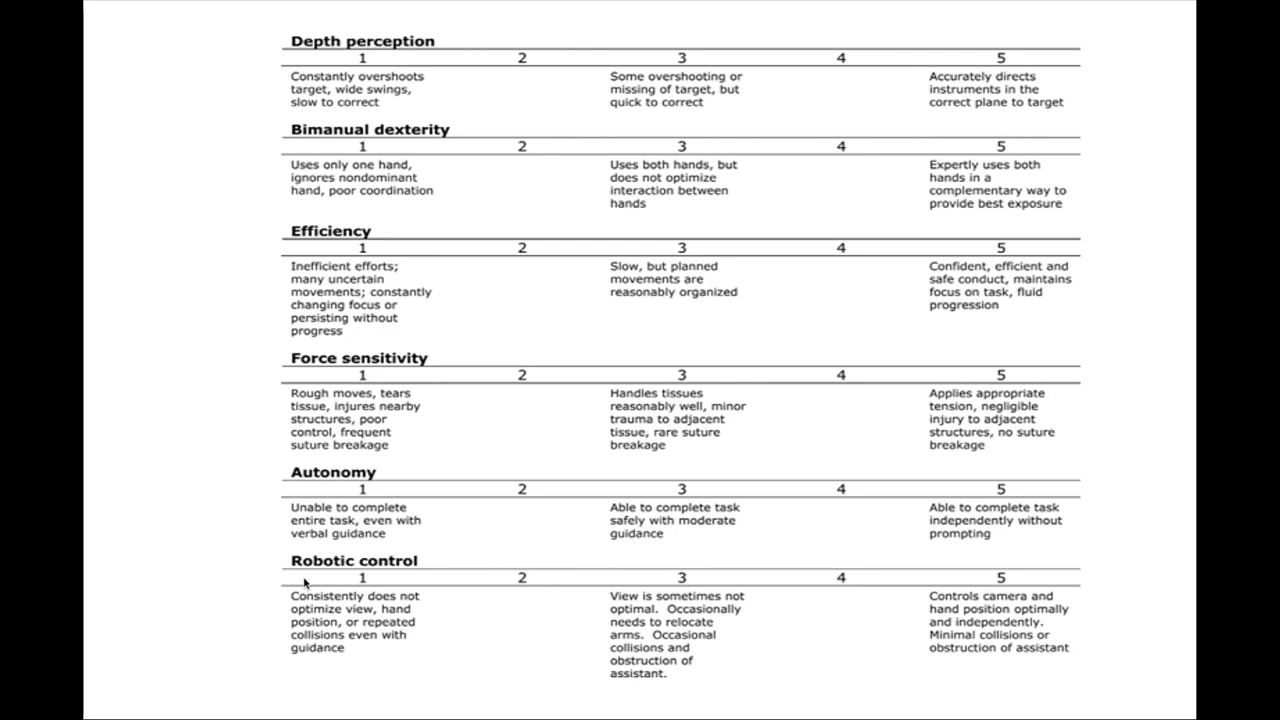 Depth perception
1 2 3 4 5
Constantly overshoots Some overshooting or Accurately directs
target, wide swings, missing of target, but instruments in the
slow to correct quick to correct correct plane to target
Bimanual dexterity
1 2 3 4 5
Uses only one hand, Uses both hands, but Expertly uses both
ignores nondominant does not optimize hands in a
hand, poor coordination interaction between complementary way to
hands provide best exposure
Efficiency
1 2 3 4 5
Inefficient efforts; Slow, but planned Confident, efficient and
many uncertain movements are safe conduct, maintains
movements; constantly reasonably organized focus on task, fluid
changing focus or progression
persisting without
progress
Force sensitivity
1 2 3 4 5
Rough moves, tears Handles tissues Applies appropriate
tissue, injures nearby reasonably well, minor tension, negligible
structures, poor trauma to adjacent injury to adjacent
control, frequent tissue, rare suture structures, no suture
suture breakage breakage breakage
Autonomy
1 2 3 4 5
Unable to complete Able to complete task Able to complete task
entire task, even with safely with moderate independently without
verbal guidance guidance prompting
Robotic control
1 2 3 4 5
Consistently does not View is sometimes not Controls camera and
optimize view, hand optimal. Occasionally hand position optimally
position, or repeated needs to relocate and independently.
collisions even with arms. Occasional Minimal collisions or
guidance collisions and obstruction of assistant
obstruction of
assistant.